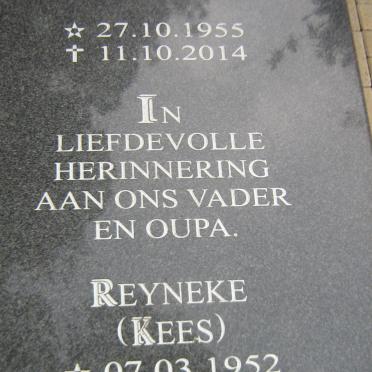 ☆ 27.10.1955
✝ 11.10.2014
IN
LIEFDEVOLLE
HERINNERING
AAN ONS VADER
EN OUPA.
REYNEKE
(KEES)
☆ 07.03.1952